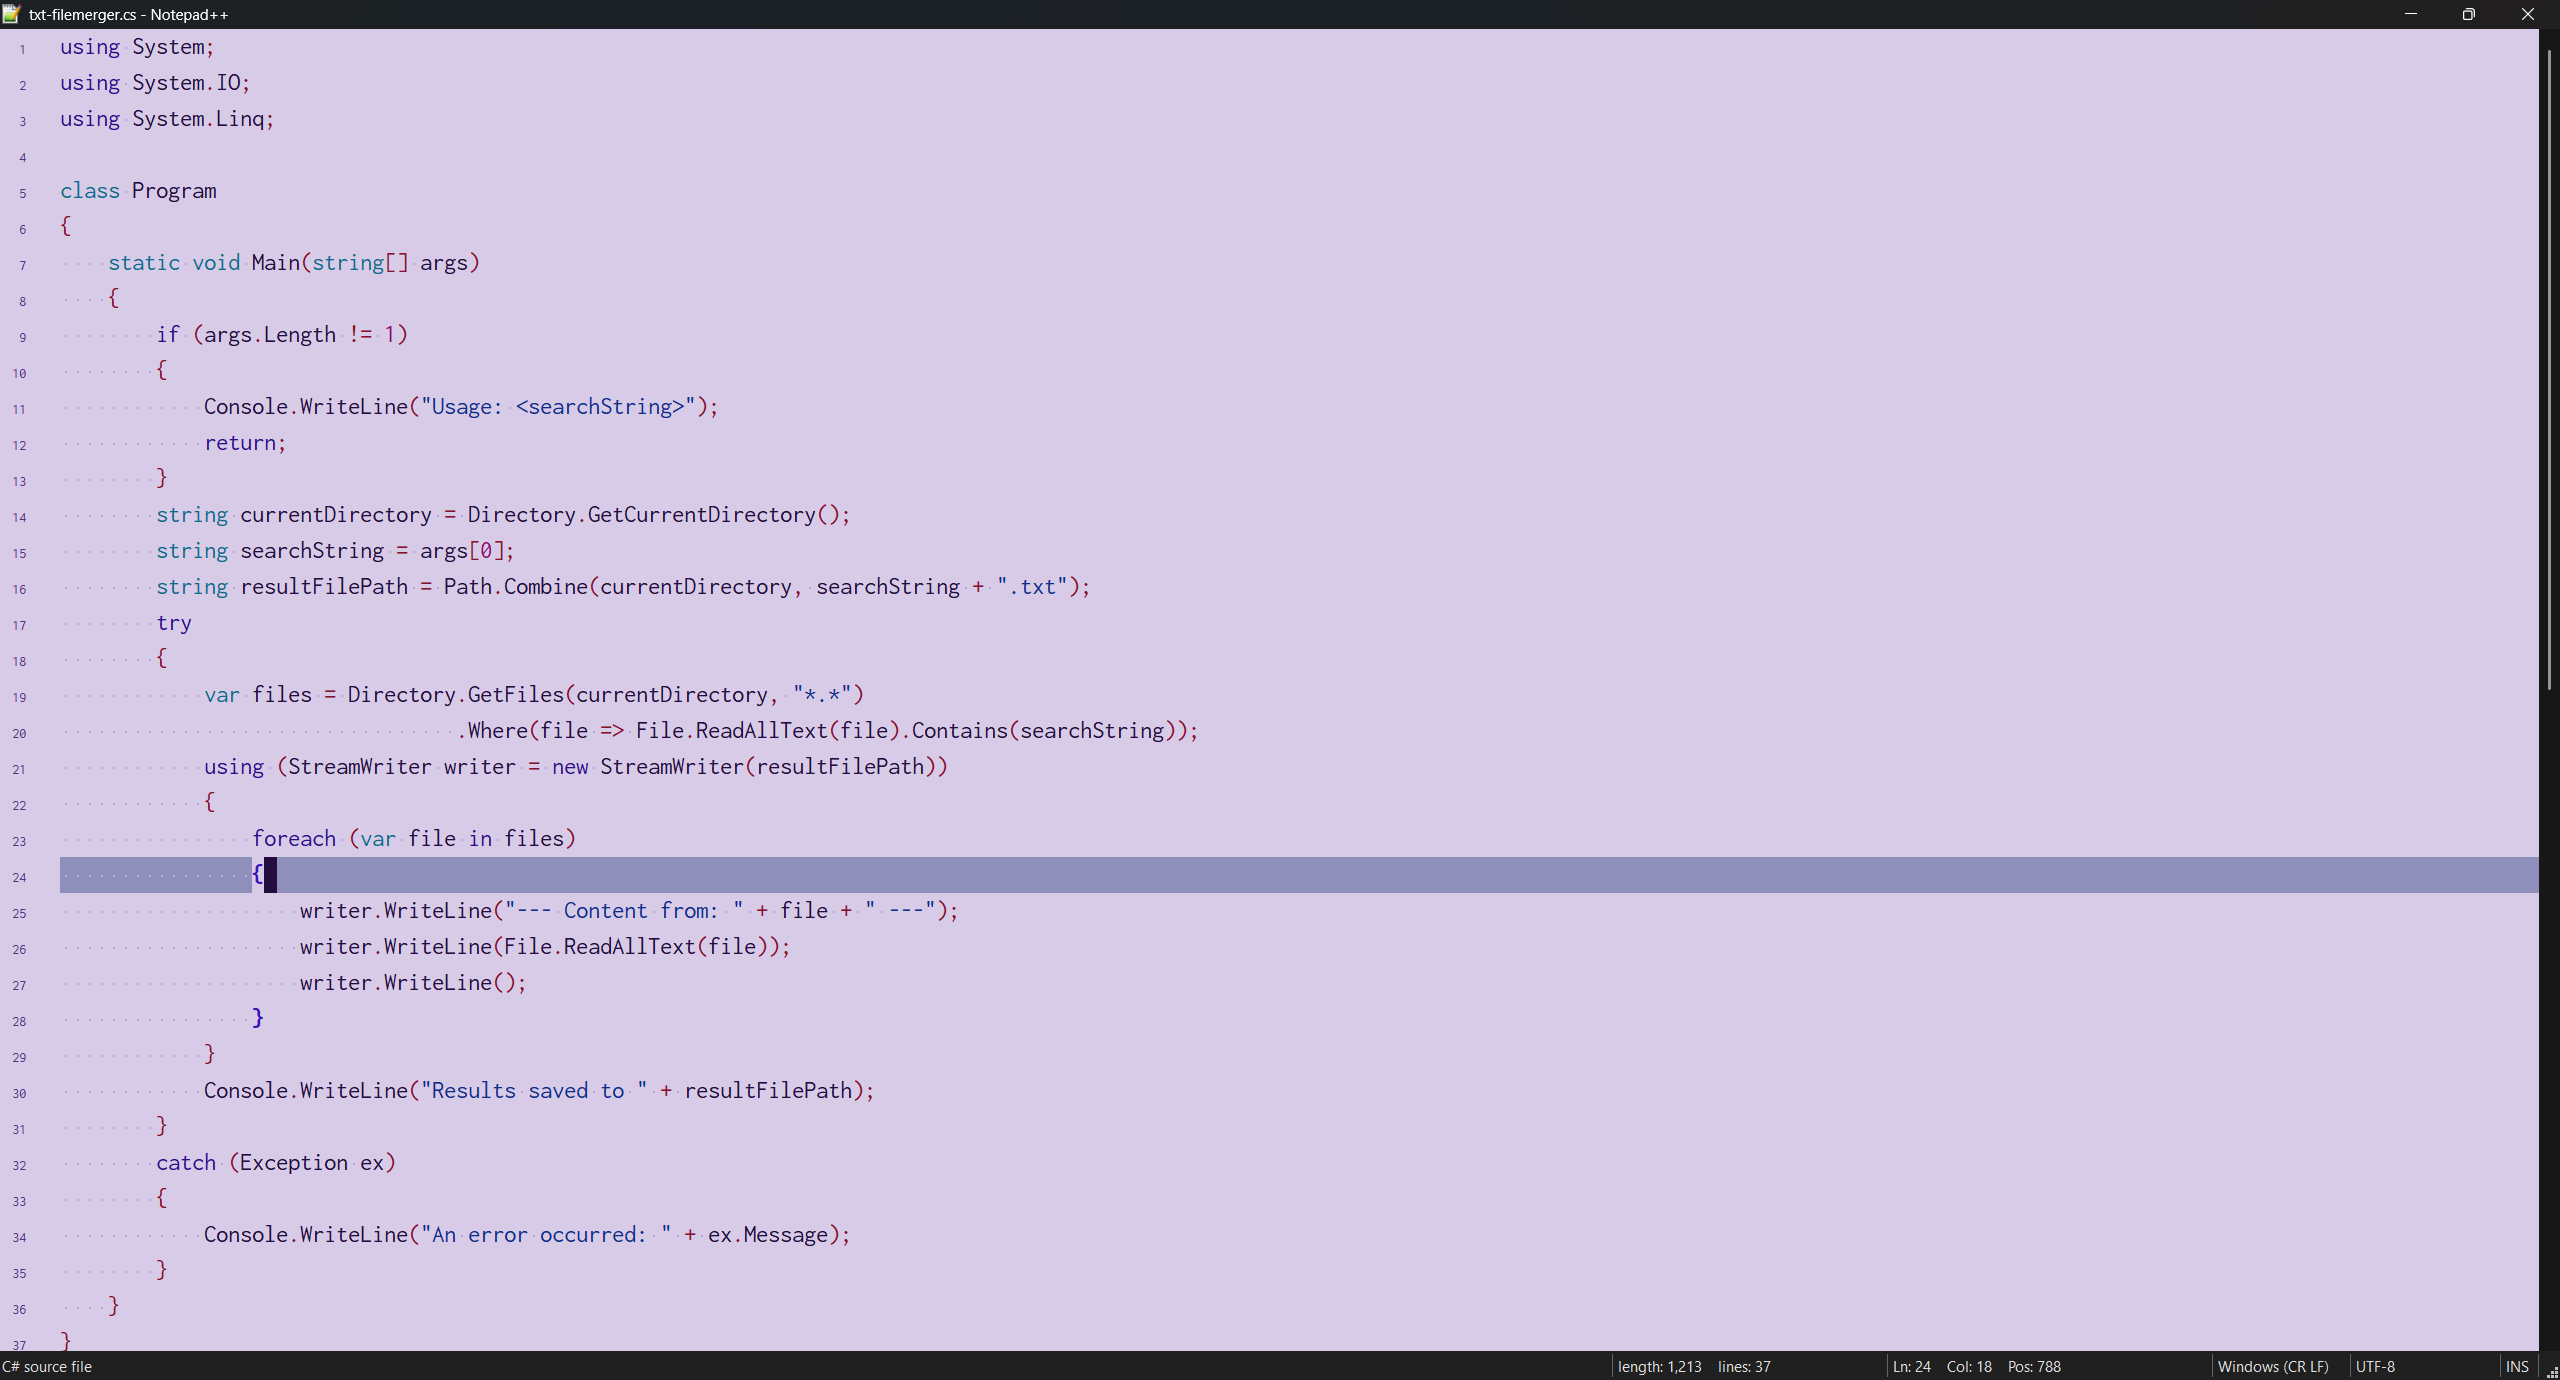 txt-filemerger.cs - Notepad++
1 using System;
2 using System.IO;
3 using System.Linq;
4
5 class Program
6 {
7     static void Main(string[] args)
8     {
9         if (args.Length != 1)
10         {
11             Console.WriteLine("Usage: <searchString>");
12             return;
13         }
14         string currentDirectory = Directory.GetCurrentDirectory();
15         string searchString = args[0];
16         string resultFilePath = Path.Combine(currentDirectory, searchString + ".txt");
17         try
18         {
19             var files = Directory.GetFiles(currentDirectory, "*.*")
20                                  .Where(file => File.ReadAllText(file).Contains(searchString));
21             using (StreamWriter writer = new StreamWriter(resultFilePath))
22             {
23                 foreach (var file in files)
24                 {
25                     writer.WriteLine("--- Content from: " + file + " ---");
26                     writer.WriteLine(File.ReadAllText(file));
27                     writer.WriteLine();
28                 }
29             }
30             Console.WriteLine("Results saved to " + resultFilePath);
31         }
32         catch (Exception ex)
33         {
34             Console.WriteLine("An error occurred: " + ex.Message);
35         }
36     }
37 }
C# source file length: 1,213 lines: 37 Ln: 24 Col: 18 Pos: 788 Windows (CR LF) UTF-8 INS